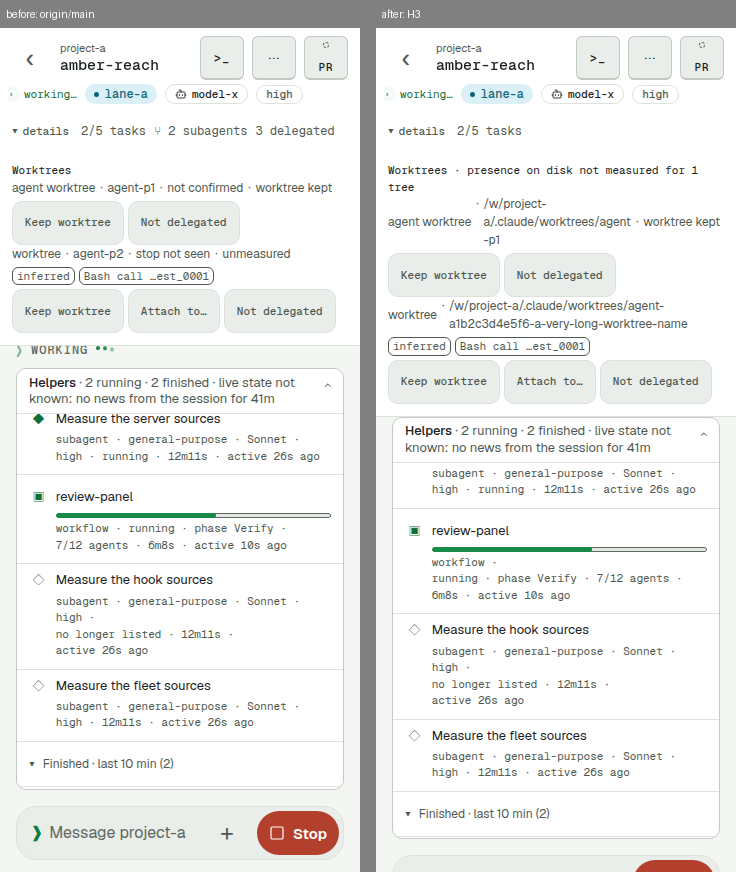 before: origin/main
project-a
amber-reach
>_
...
PR
working…
lane-a
model-x
high
▾ details 2/5 tasks ⑂ 2 subagents 3 delegated
Worktrees
agent worktree · agent-p1 · not confirmed · worktree kept
Keep worktree
Not delegated
worktree · agent-p2 · stop not seen · unmeasured
inferred
Bash call …est_0001
Keep worktree
Attach to…
Not delegated
❯ WORKING
Helpers · 2 running · 2 finished · live state not
known: no news from the session for 41m
Measure the server sources
subagent · general-purpose · Sonnet ·
high · running · 12m11s · active 26s ago
review-panel
workflow · running · phase Verify ·
7/12 agents · 6m8s · active 10s ago
Measure the hook sources
subagent · general-purpose · Sonnet ·
high ·
no longer listed · 12m11s ·
active 26s ago
Measure the fleet sources
subagent · general-purpose · Sonnet ·
high · 12m11s · active 26s ago
▾ Finished · last 10 min (2)
❯ Message project-a
+
Stop
after: H3
project-a
amber-reach
>_
...
PR
working…
lane-a
model-x
high
▾ details 2/5 tasks
Worktrees · presence on disk not measured for 1
tree
agent worktree · /w/project-
a/.claude/worktrees/agent
-p1 · worktree kept
Keep worktree
Not delegated
worktree · /w/project-a/.claude/worktrees/agent-
a1b2c3d4e5f6-a-very-long-worktree-name
inferred
Bash call …est_0001
Keep worktree
Attach to…
Not delegated
Helpers · 2 running · 2 finished · live state not
known: no news from the session for 41m
subagent · general-purpose · Sonnet ·
high · running · 12m11s · active 26s ago
review-panel
workflow ·
running · phase Verify · 7/12 agents ·
6m8s · active 10s ago
Measure the hook sources
subagent · general-purpose · Sonnet ·
high ·
no longer listed · 12m11s ·
active 26s ago
Measure the fleet sources
subagent · general-purpose · Sonnet ·
high · 12m11s · active 26s ago
▾ Finished · last 10 min (2)